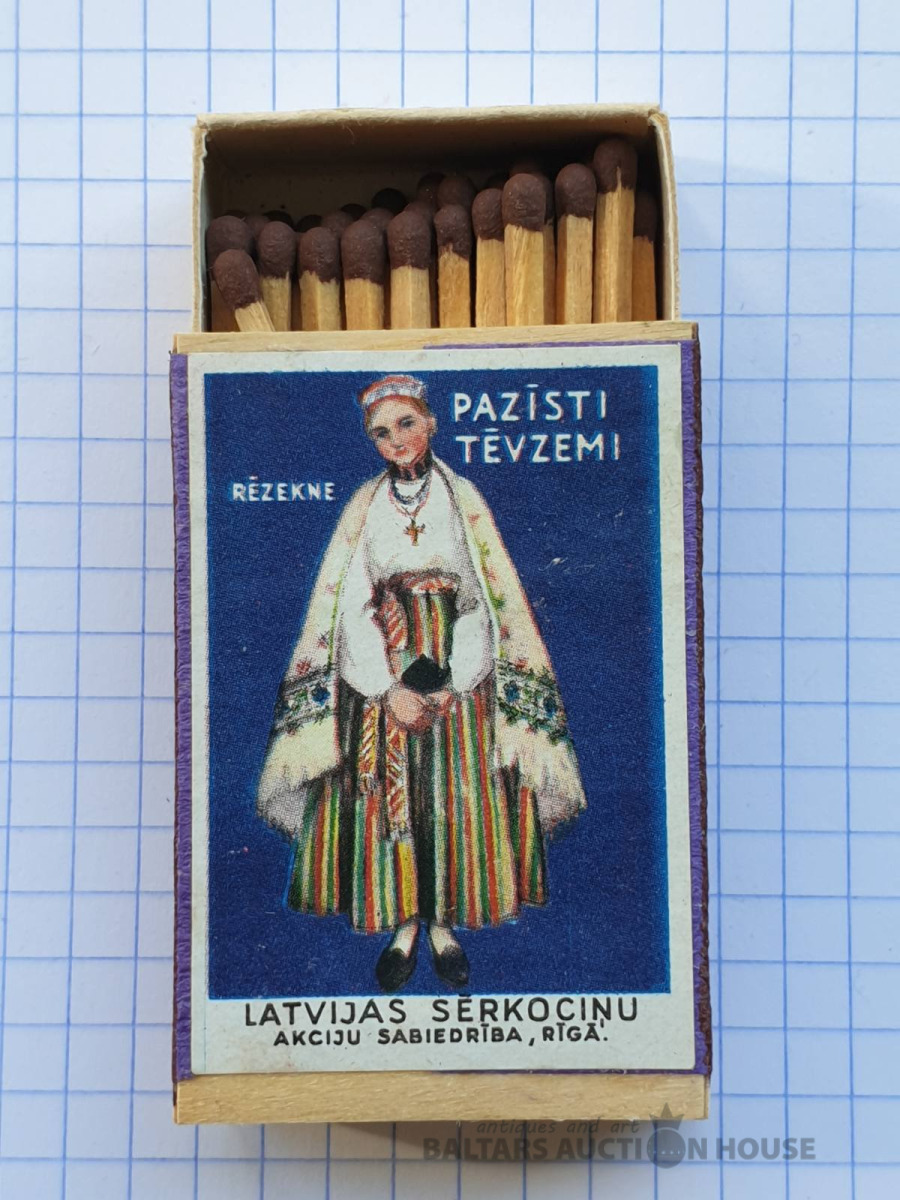 PAZĪSTI
TĒVZEMI
RĒZEKNE
LATVIJAS SĒRKOCIŅU
AKCIJU SABIEDRĪBA, RĪGĀ.
antiques and art
BALTARS AUCTION HOUSE